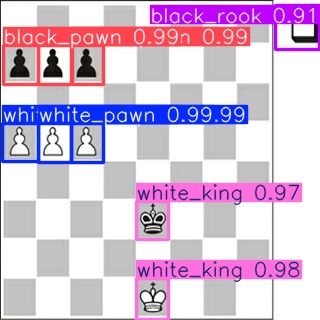 black_rook 0.91
black_pawn 0.99n 0.99
whiwhite_pawn 0.99.99
white_king 0.97
white_king 0.98